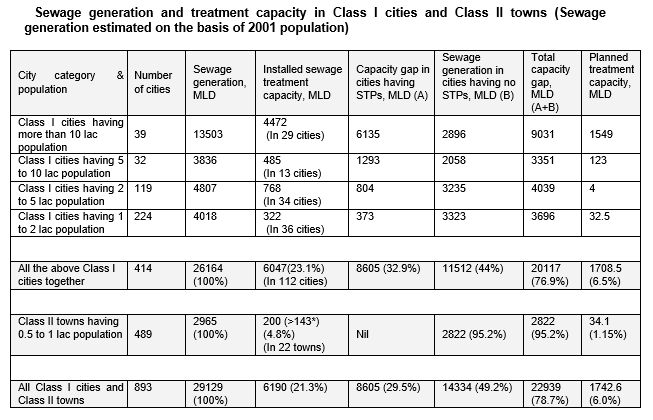 Sewage generation and treatment capacity in Class I cities and Class II towns (Sewage
generation estimated on the basis of 2001 population)
City category & population Number of cities Sewage generation, MLD Installed sewage treatment capacity, MLD Capacity gap in cities having STPs, MLD (A) Sewage generation in cities having no STPs, MLD (B) Total capacity gap, MLD (A+B) Planned treatment capacity, MLD
Class I cities having more than 10 lac population 39 13503 4472 (In 29 cities) 6135 2896 9031 1549
Class I cities having 5 to 10 lac population 32 3836 485 (In 13 cities) 1293 2058 3351 123
Class I cities having 2 to 5 lac population 119 4807 768 (In 34 cities) 804 3235 4039 4
Class I cities having 1 to 2 lac population 224 4018 322 (In 36 cities) 373 3323 3696 32.5
All the above Class I cities together 414 26164 (100%) 6047(23.1%) (In 112 cities) 8605 (32.9%) 11512 (44%) 20117 (76.9%) 1708.5 (6.5%)
Class II towns having 0.5 to 1 lac population 489 2965 (100%) 200 (>143*) (4.8%) (In 22 towns) Nil 2822 (95.2%) 2822 (95.2%) 34.1 (1.15%)
All Class I cities and Class II towns 893 29129 (100%) 6190 (21.3%) 8605 (29.5%) 14334 (49.2%) 22939 (78.7%) 1742.6 (6.0%)